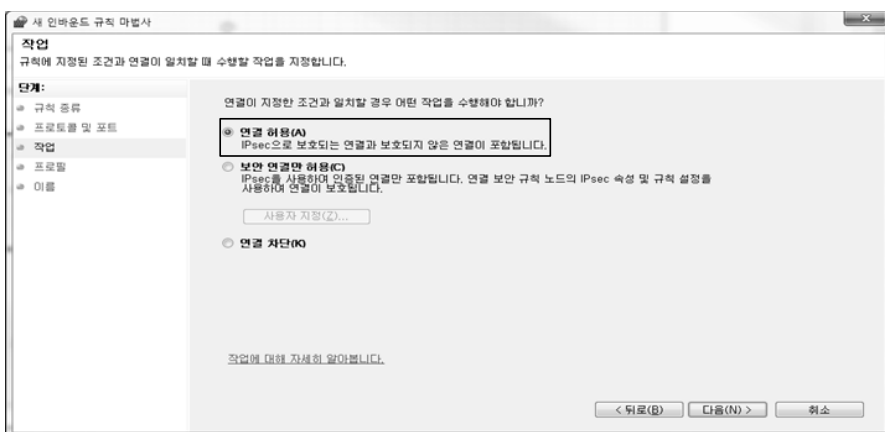 새 인바운드 규칙 마법사
작업
규칙에 지정된 조건과 연결이 일치할 때 수행할 작업을 지정합니다.
단계:
규칙 종류
프로토콜 및 포트
작업
프로필
이름
연결이 지정한 조건과 일치할 경우 어떤 작업을 수행해야 합니까?
연결 허용(A)
IPsec으로 보호되는 연결과 보호되지 않은 연결이 포함됩니다.
보안 연결만 허용(C)
IPsec을 사용하여 인증된 연결만 포함됩니다. 연결 보안 규칙 노드의 IPsec 속성 및 규칙 설정을
사용하여 연결이 보호됩니다.
사용자 지정(Z)...
연결 차단(K)
작업에 대해 자세히 알아봅니다.
< 뒤로(B)
다음(N) >
취소